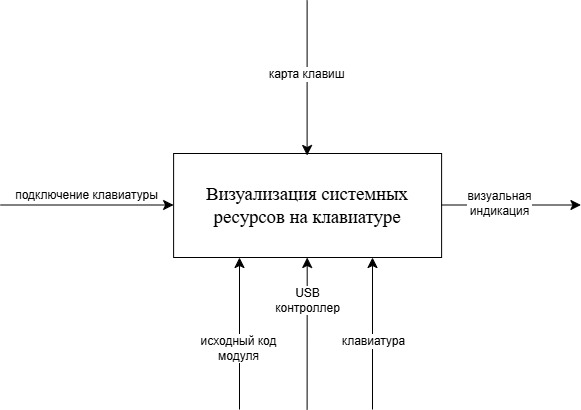 карта клавиш
подключение клавиатуры
Визуализация системных
ресурсов на клавиатуре
визуальная
индикация
USB
контроллер
исходный код
модуля
клавиатура